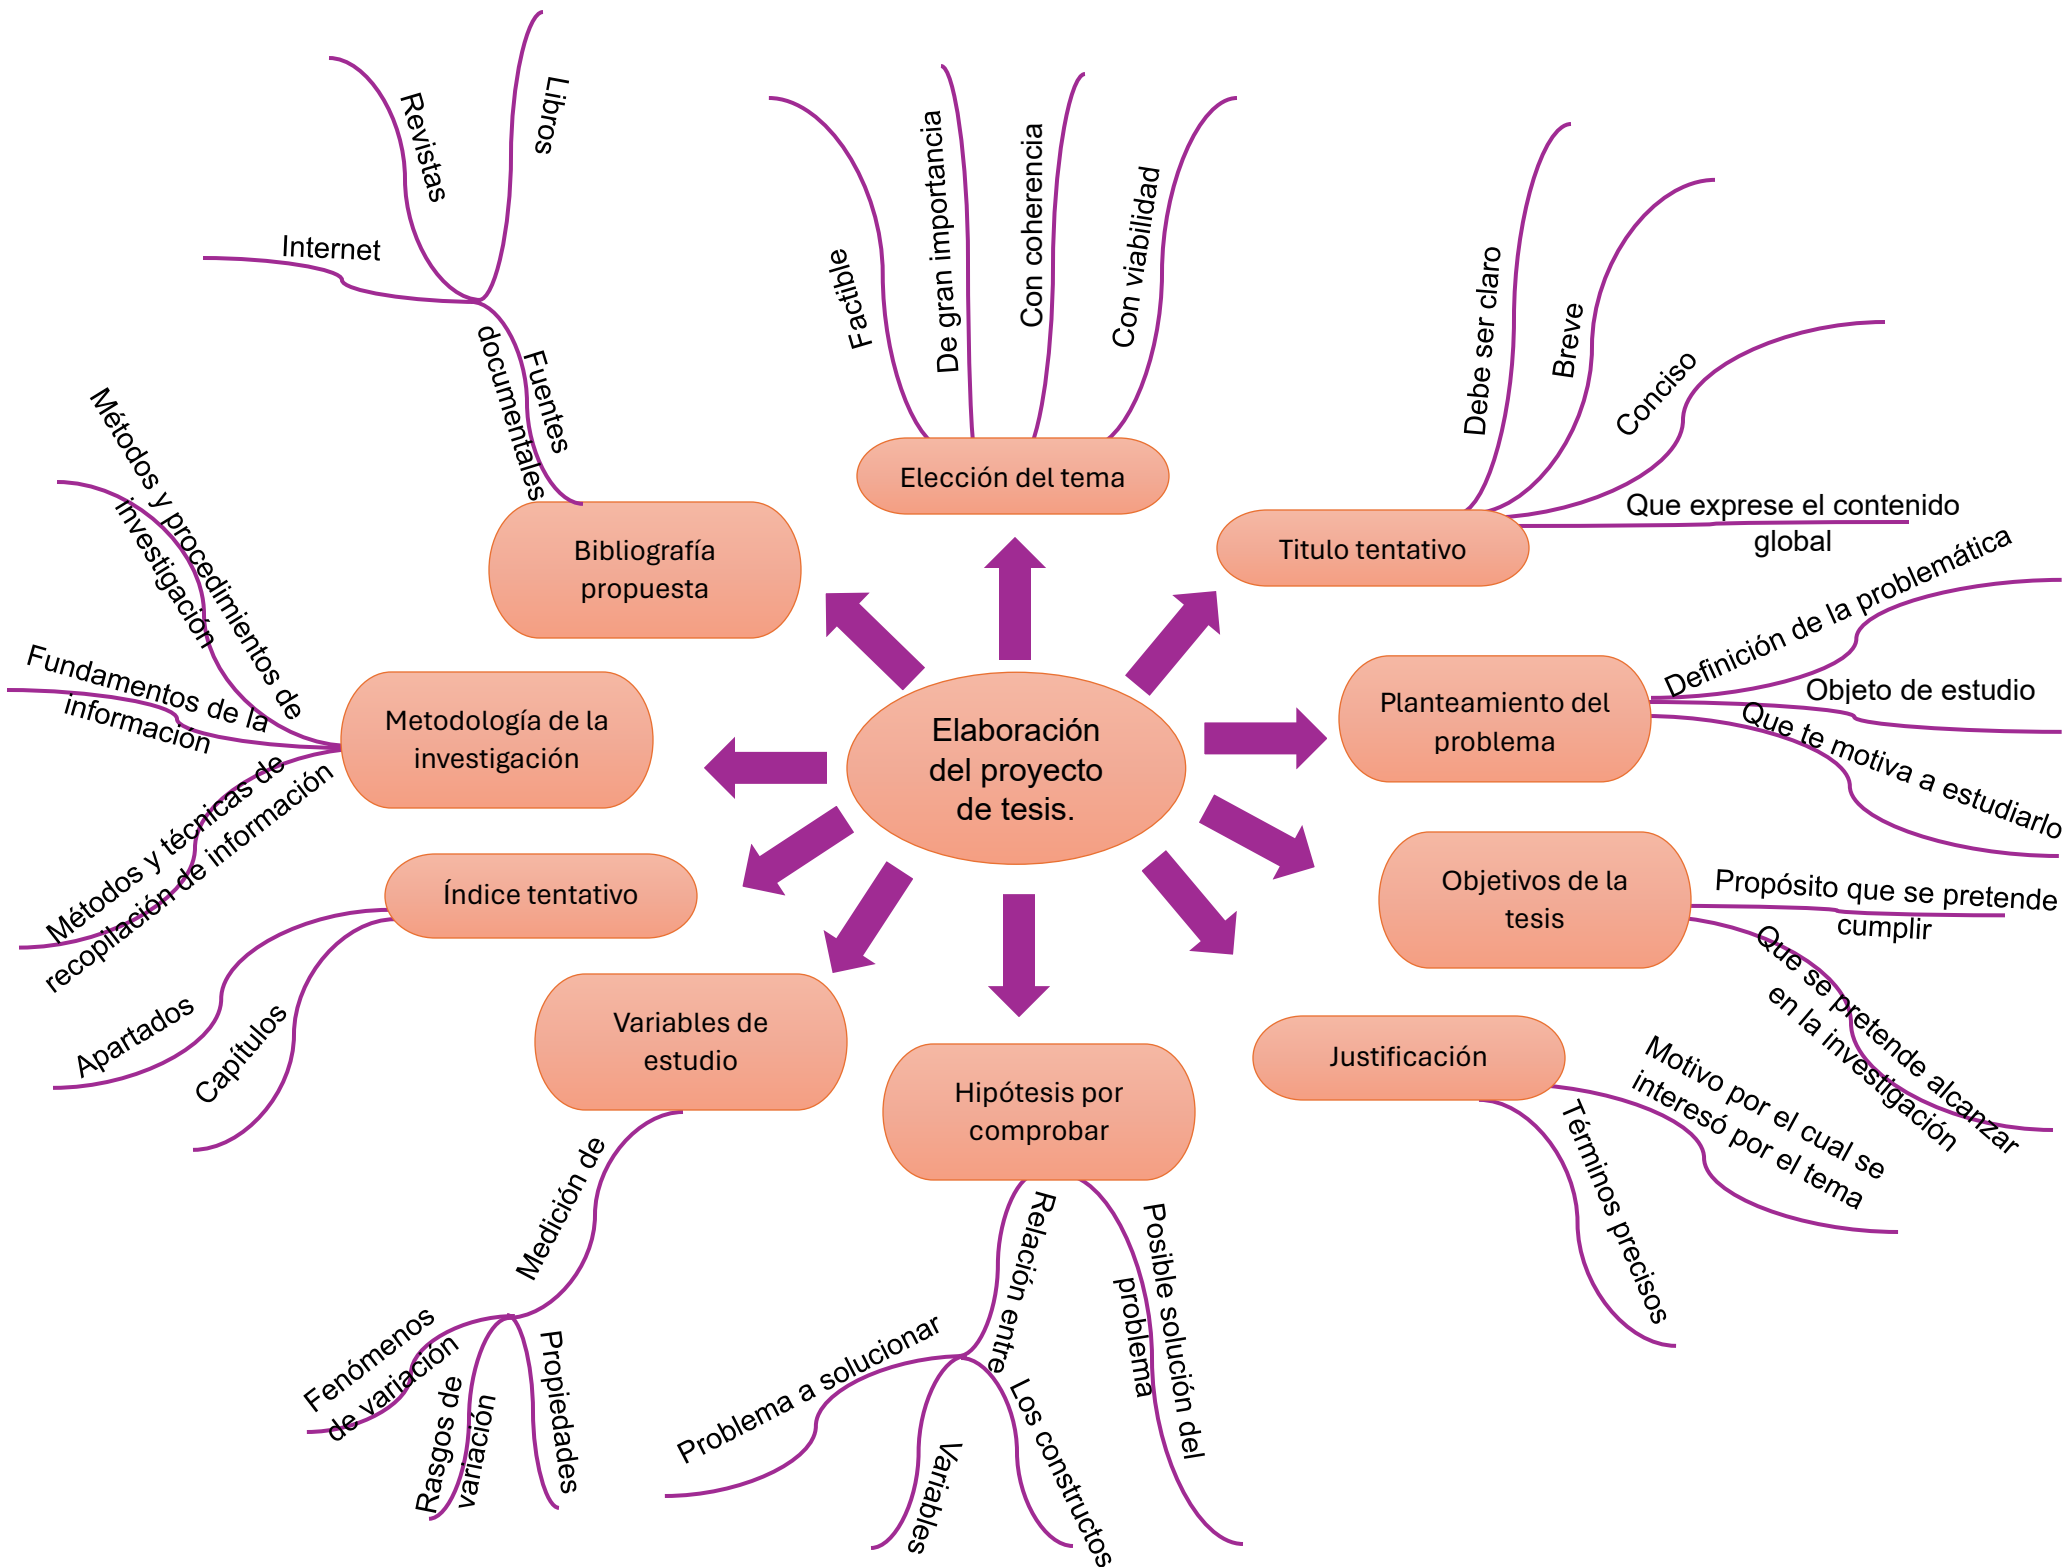 Elaboración
del proyecto
de tesis.
Elección del tema
Factible
De gran importancia
Con coherencia
Con viabilidad
Titulo tentativo
Debe ser claro
Breve
Conciso
Que exprese el contenido
global
Planteamiento del
problema
Definición de la problemática
Objeto de estudio
Que te motiva a estudiarlo
Objetivos de la
tesis
Propósito que se pretende
cumplir
Que se pretende alcanzar
en la investigación
Justificación
Motivo por el cual se
interesó por el tema
Términos precisos
Hipótesis por
comprobar
Posible solución del
problema
Relación entre
Los constructos
Variables
Problema a solucionar
Variables de
estudio
Medición de
Propiedades
Rasgos de
variación
Fenómenos
de variación
Índice tentativo
Capítulos
Apartados
Metodología de la
investigación
Métodos y técnicas de
recopilación de información
Fundamentos de la
información
Métodos y procedimientos de
investigación
Bibliografía
propuesta
Fuentes
documentales
Internet
Revistas
Libros